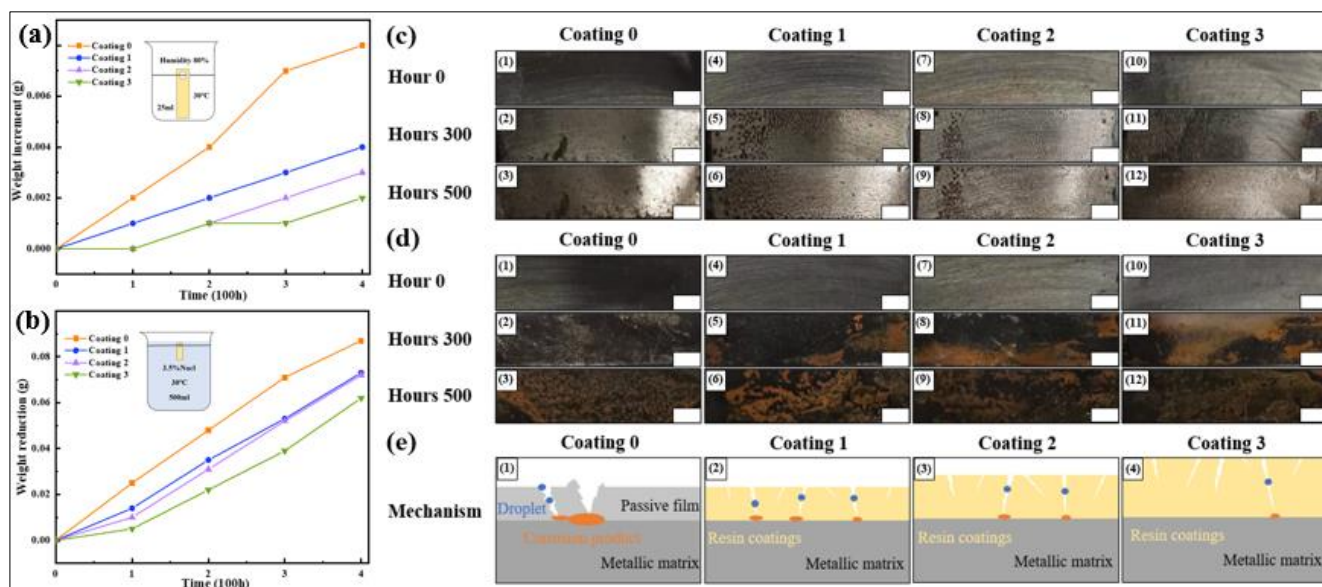 (a)
Coating 0
Coating 1
Coating 2
Coating 3
Humidity 80%
30°C
25ml
Weight increment (g)
0.006
0.004
0.002
0.000
0 1 2 3 4
Time (100h)
(b)
Coating 0
Coating 1
Coating 2
Coating 3
3.5%Nacl
30°C
500ml
Weight reduction (g)
0.08
0.06
0.04
0.02
0.00
0 1 2 3 4
Time (100h)
(c)
Coating 0 Coating 1 Coating 2 Coating 3
Hour 0
(1) (4) (7) (10)
Hours 300
(2) (5) (8) (11)
Hours 500
(3) (6) (9) (12)
(d)
Coating 0 Coating 1 Coating 2 Coating 3
Hour 0
(1) (4) (7) (10)
Hours 300
(2) (5) (8) (11)
Hours 500
(3) (6) (9) (12)
(e)
Coating 0 Coating 1 Coating 2 Coating 3
Mechanism
(1) (2) (3) (4)
Droplet
Passive film
Corrosion product
Metallic matrix
Resin coatings
Metallic matrix
Resin coatings
Metallic matrix
Resin coatings
Metallic matrix